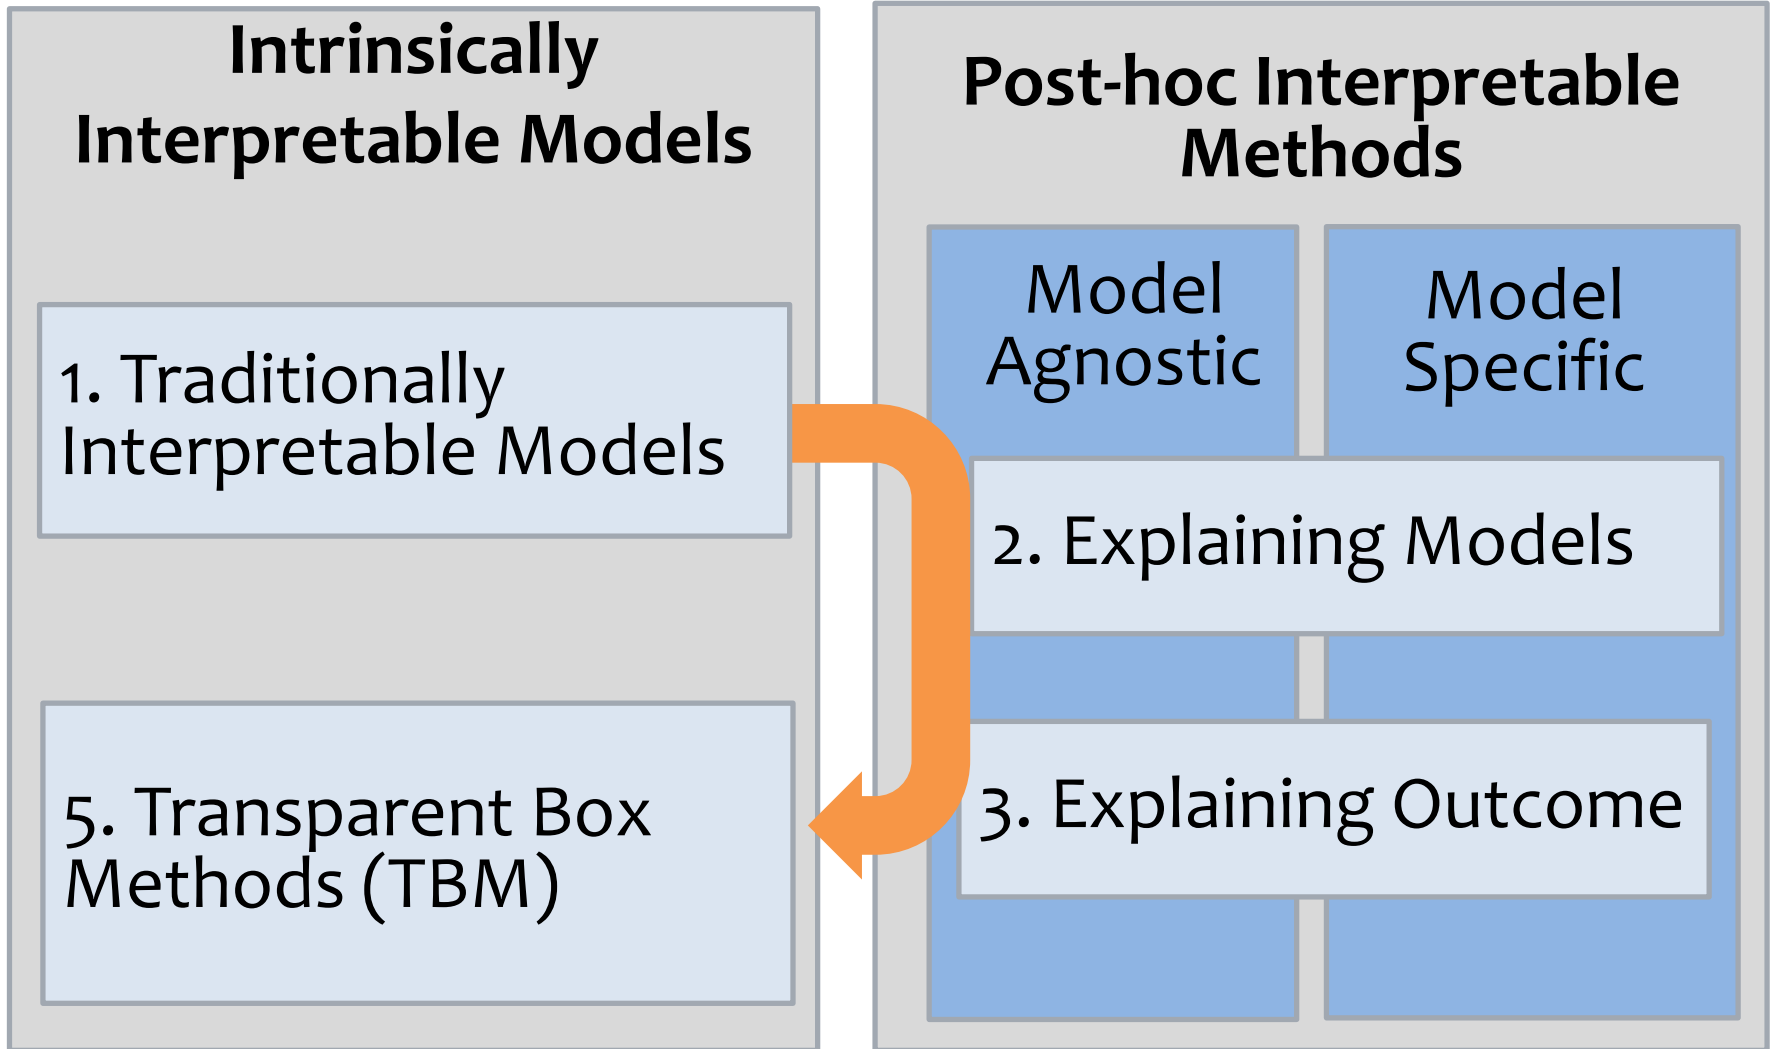 Intrinsically
Interpretable Models
1. Traditionally
Interpretable Models
5. Transparent Box
Methods (TBM)
Post-hoc Interpretable
Methods
Model
Agnostic
Model
Specific
2. Explaining Models
3. Explaining Outcome